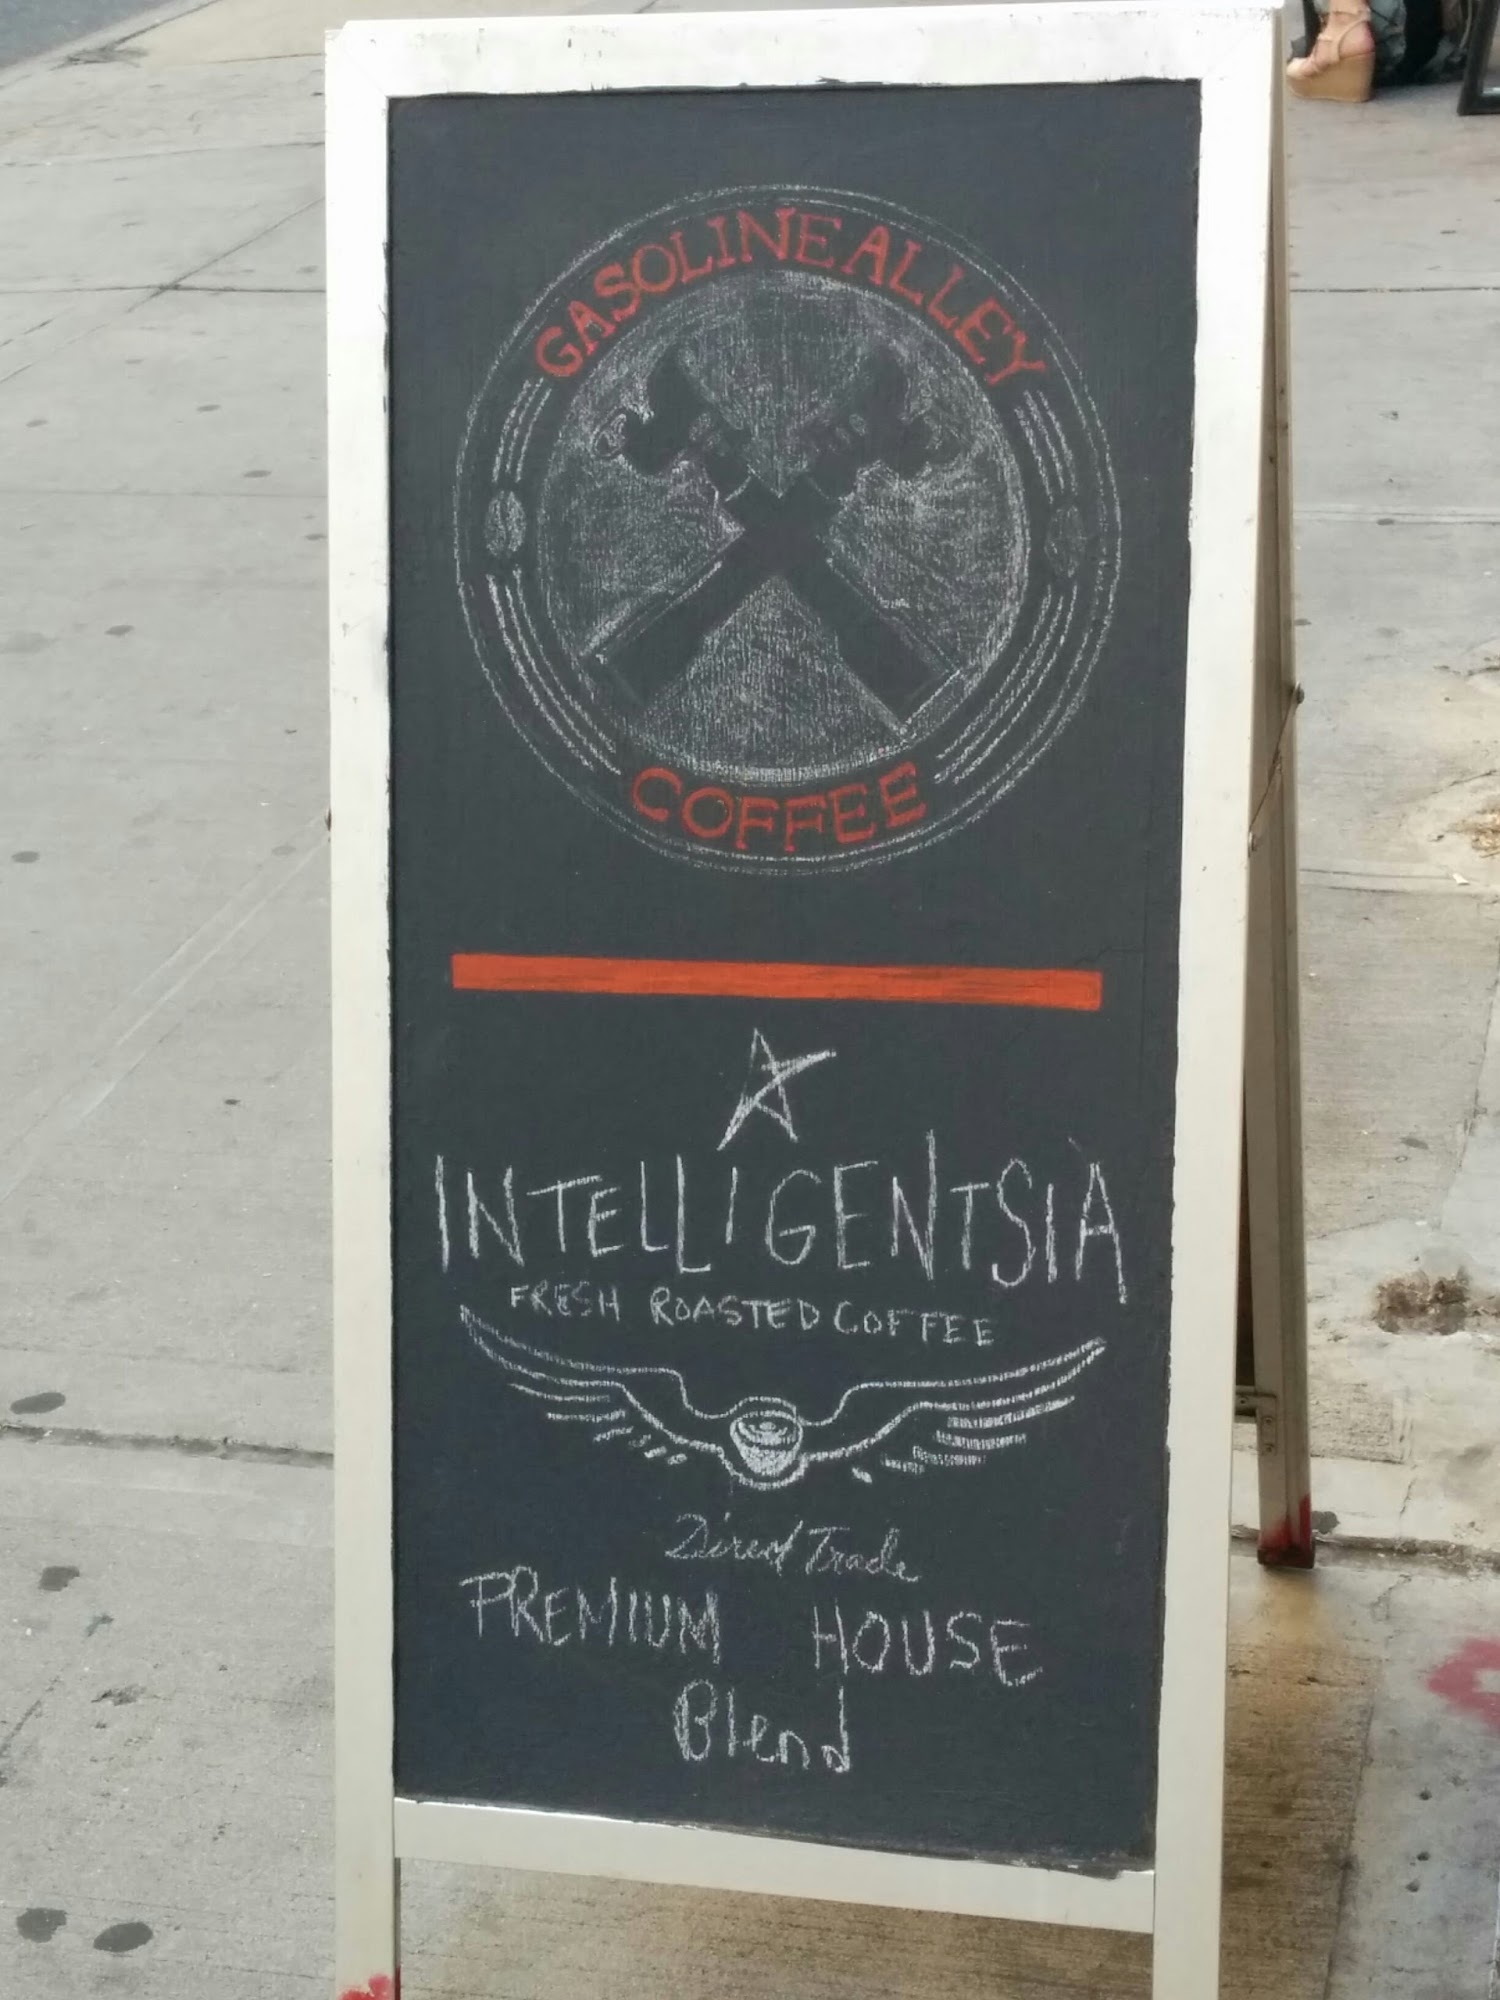 GASOLINE ALLEY
COFFEE
INTELLIGENTSIA
FRESH ROASTED COFFEE
Direct Trade
PREMIUM HOUSE
Blend